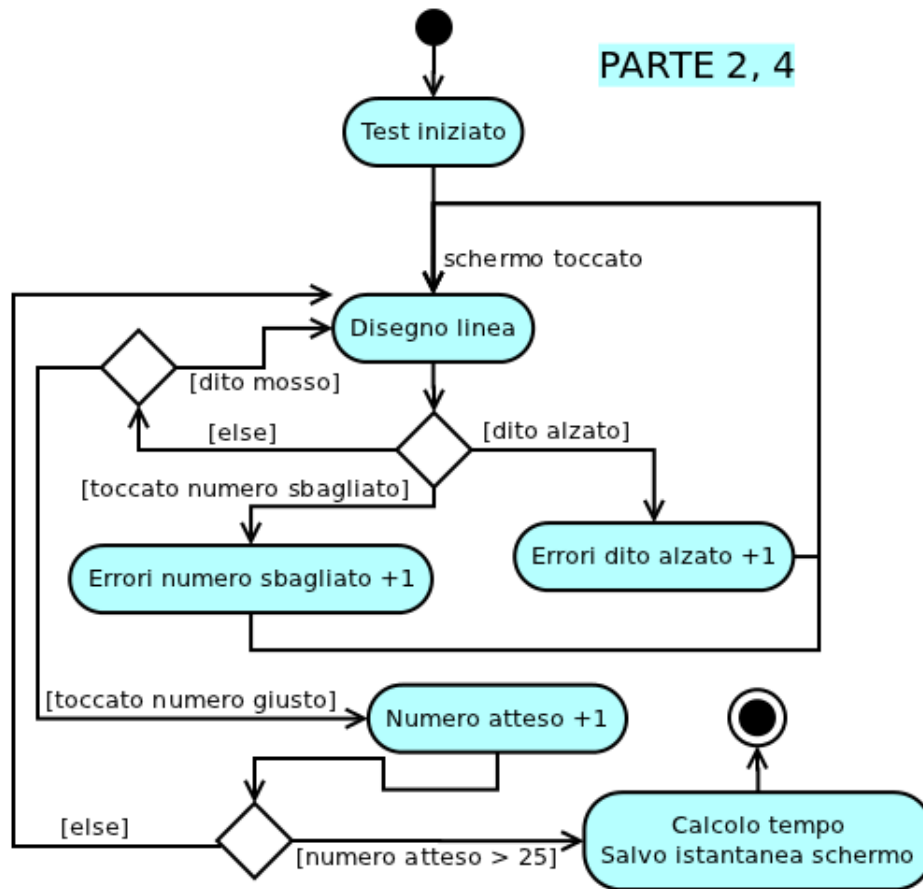 PARTE 2, 4
Test iniziato
schermo toccato
Disegno linea
[dito mosso]
[else]
[dito alzato]
[toccato numero sbagliato]
Errori dito alzato +1
Errori numero sbagliato +1
[toccato numero giusto]
Numero atteso +1
[else]
[numero atteso > 25]
Calcolo tempo
Salvo istantanea schermo